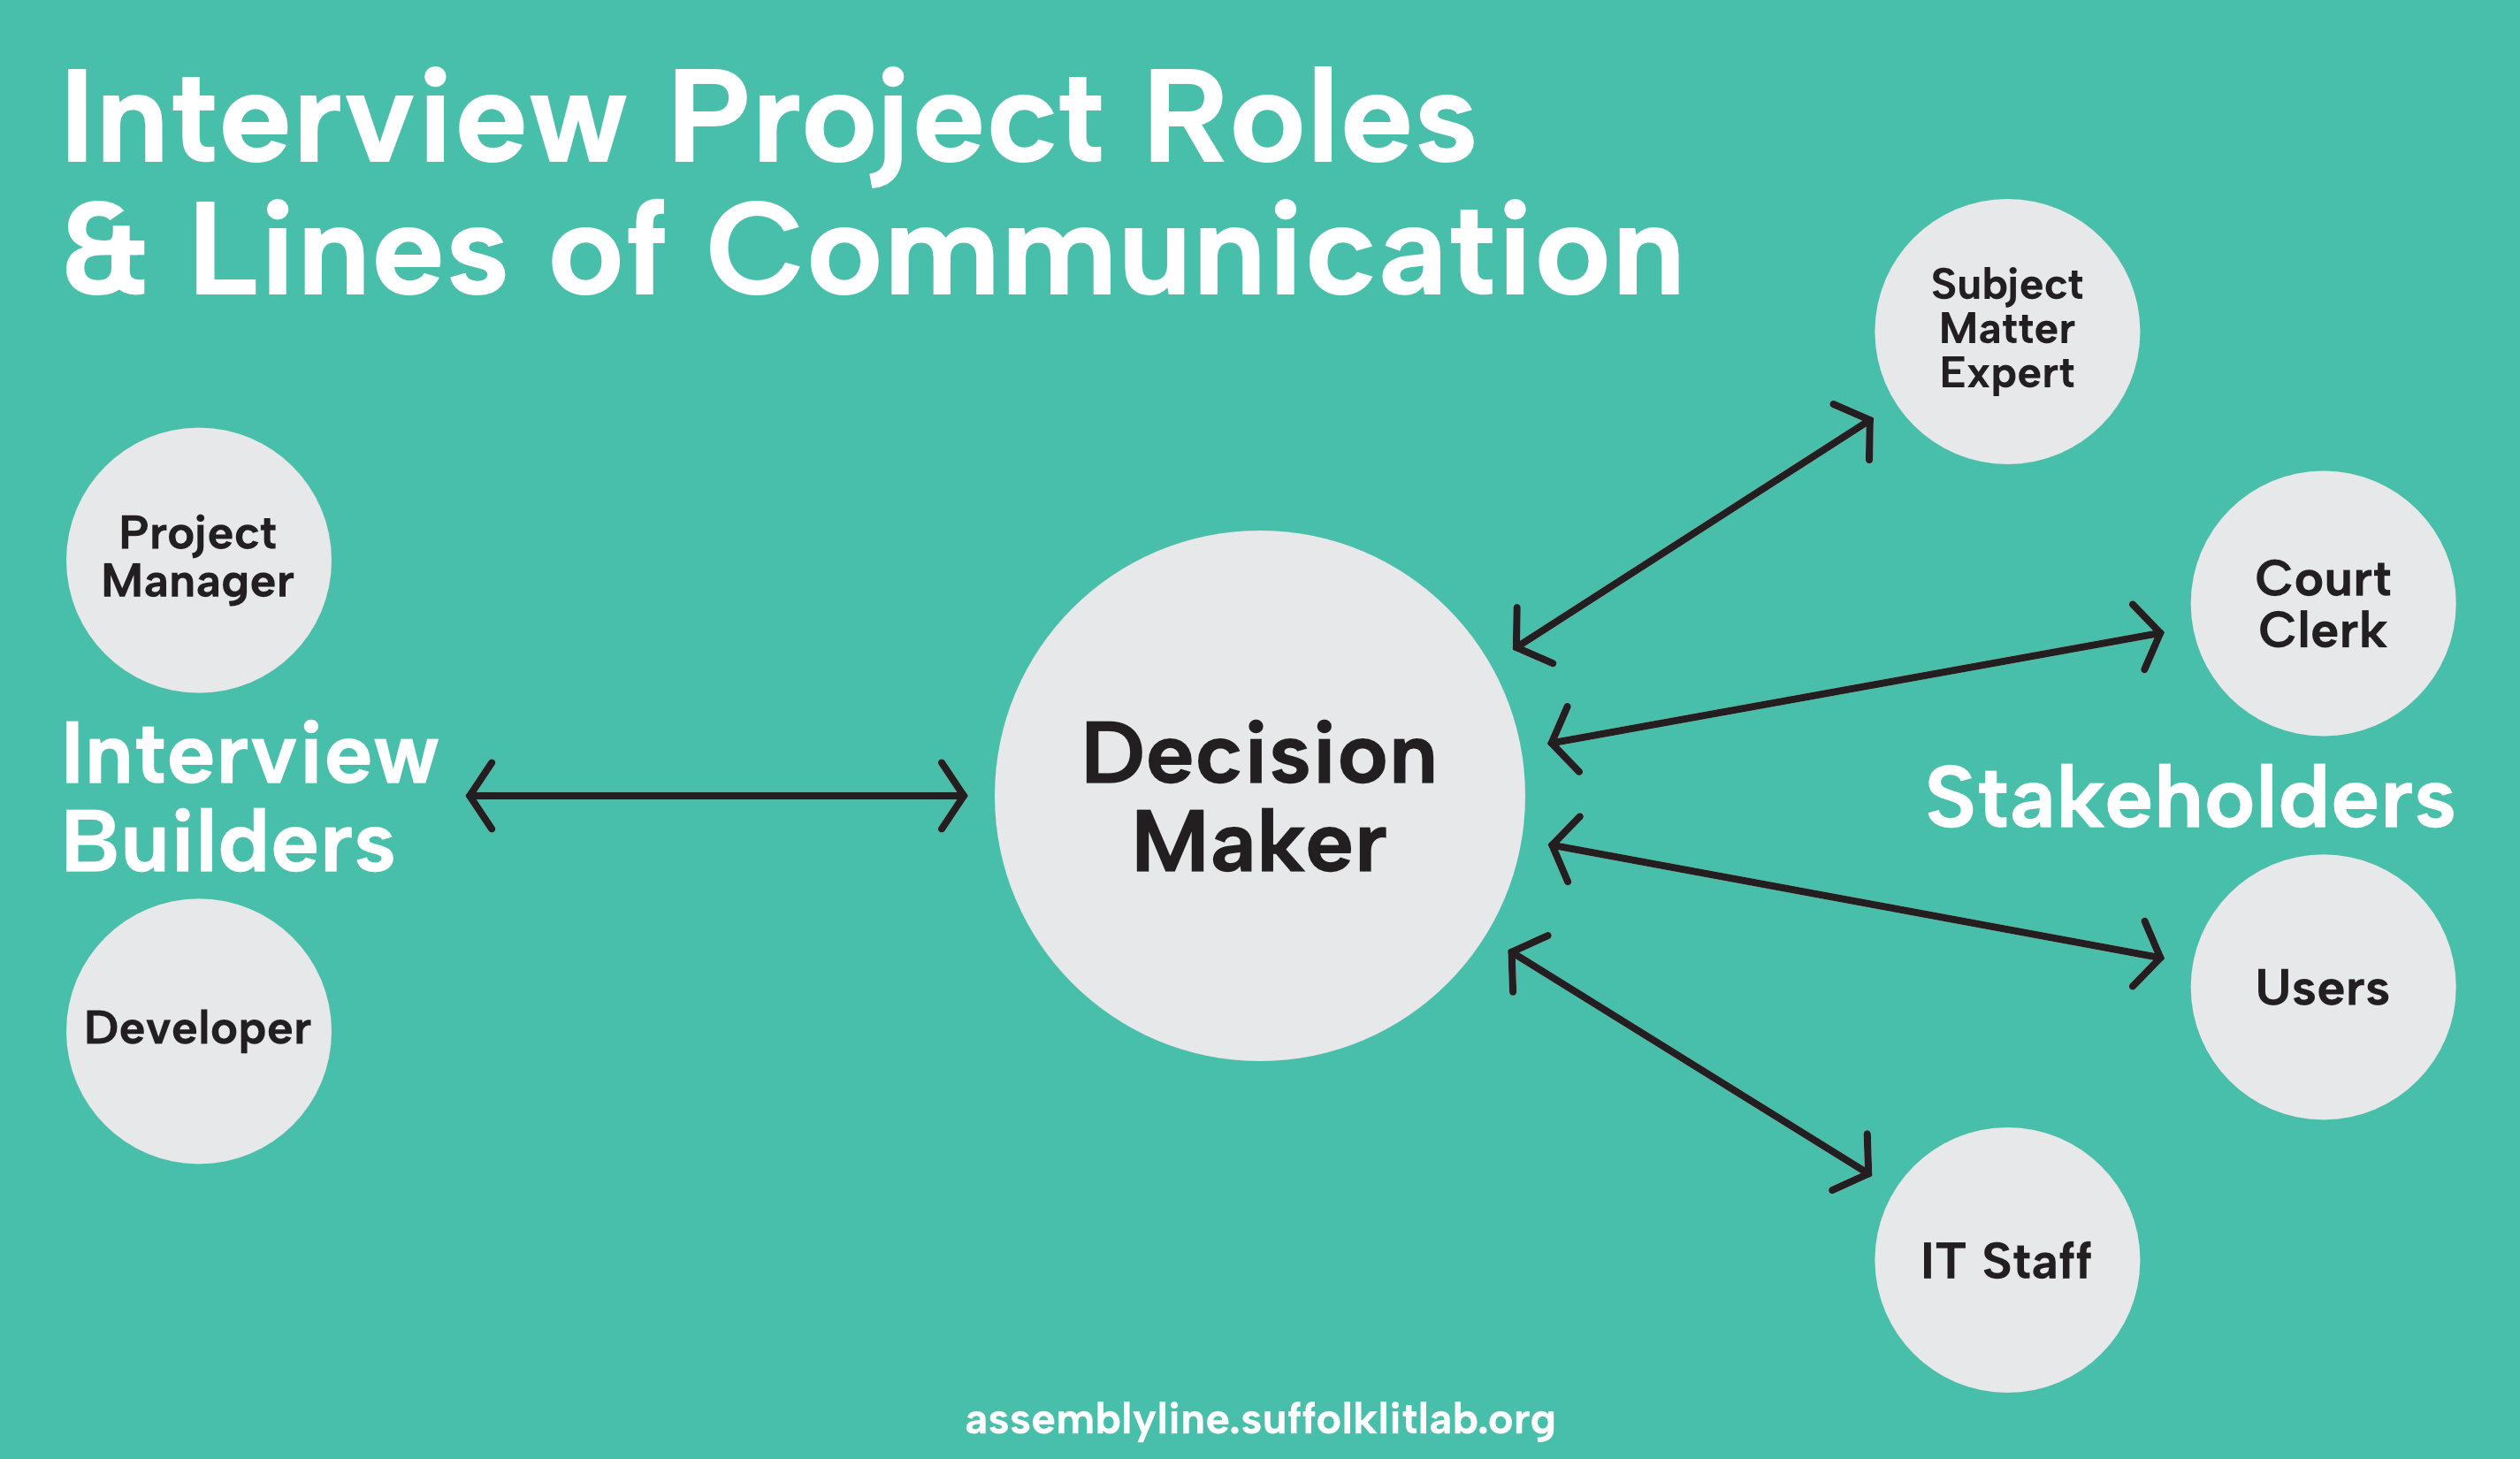 Interview Project Roles
& Lines of Communication
Project
Manager
Interview
Builders
Developer
Decision
Maker
Subject
Matter
Expert
Court
Clerk
Stakeholders
Users
IT Staff
assemblyline.suffolklitlab.org